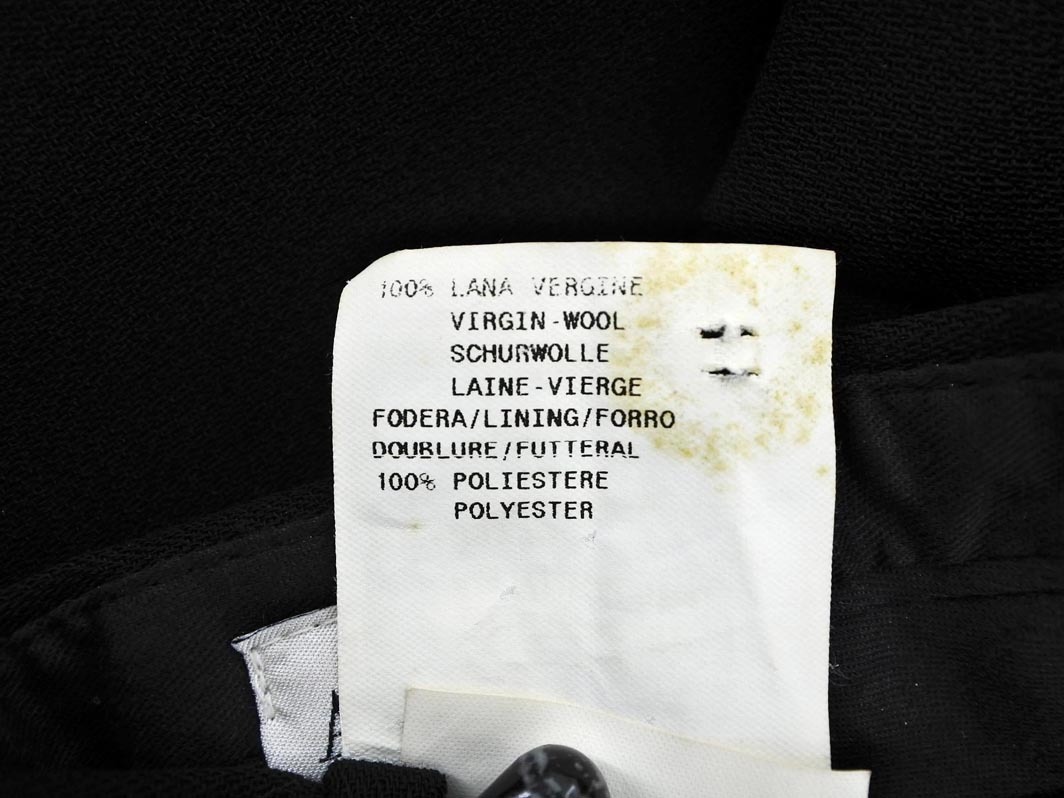 100% LANA VERGINE
VIRGIN-WOOL
SCHURWOLLE
LAINE-VIERGE
FODERA/LINING/FORRO
DOUBLURE/FUTTERAL
100% POLIESTERE
POLYESTER